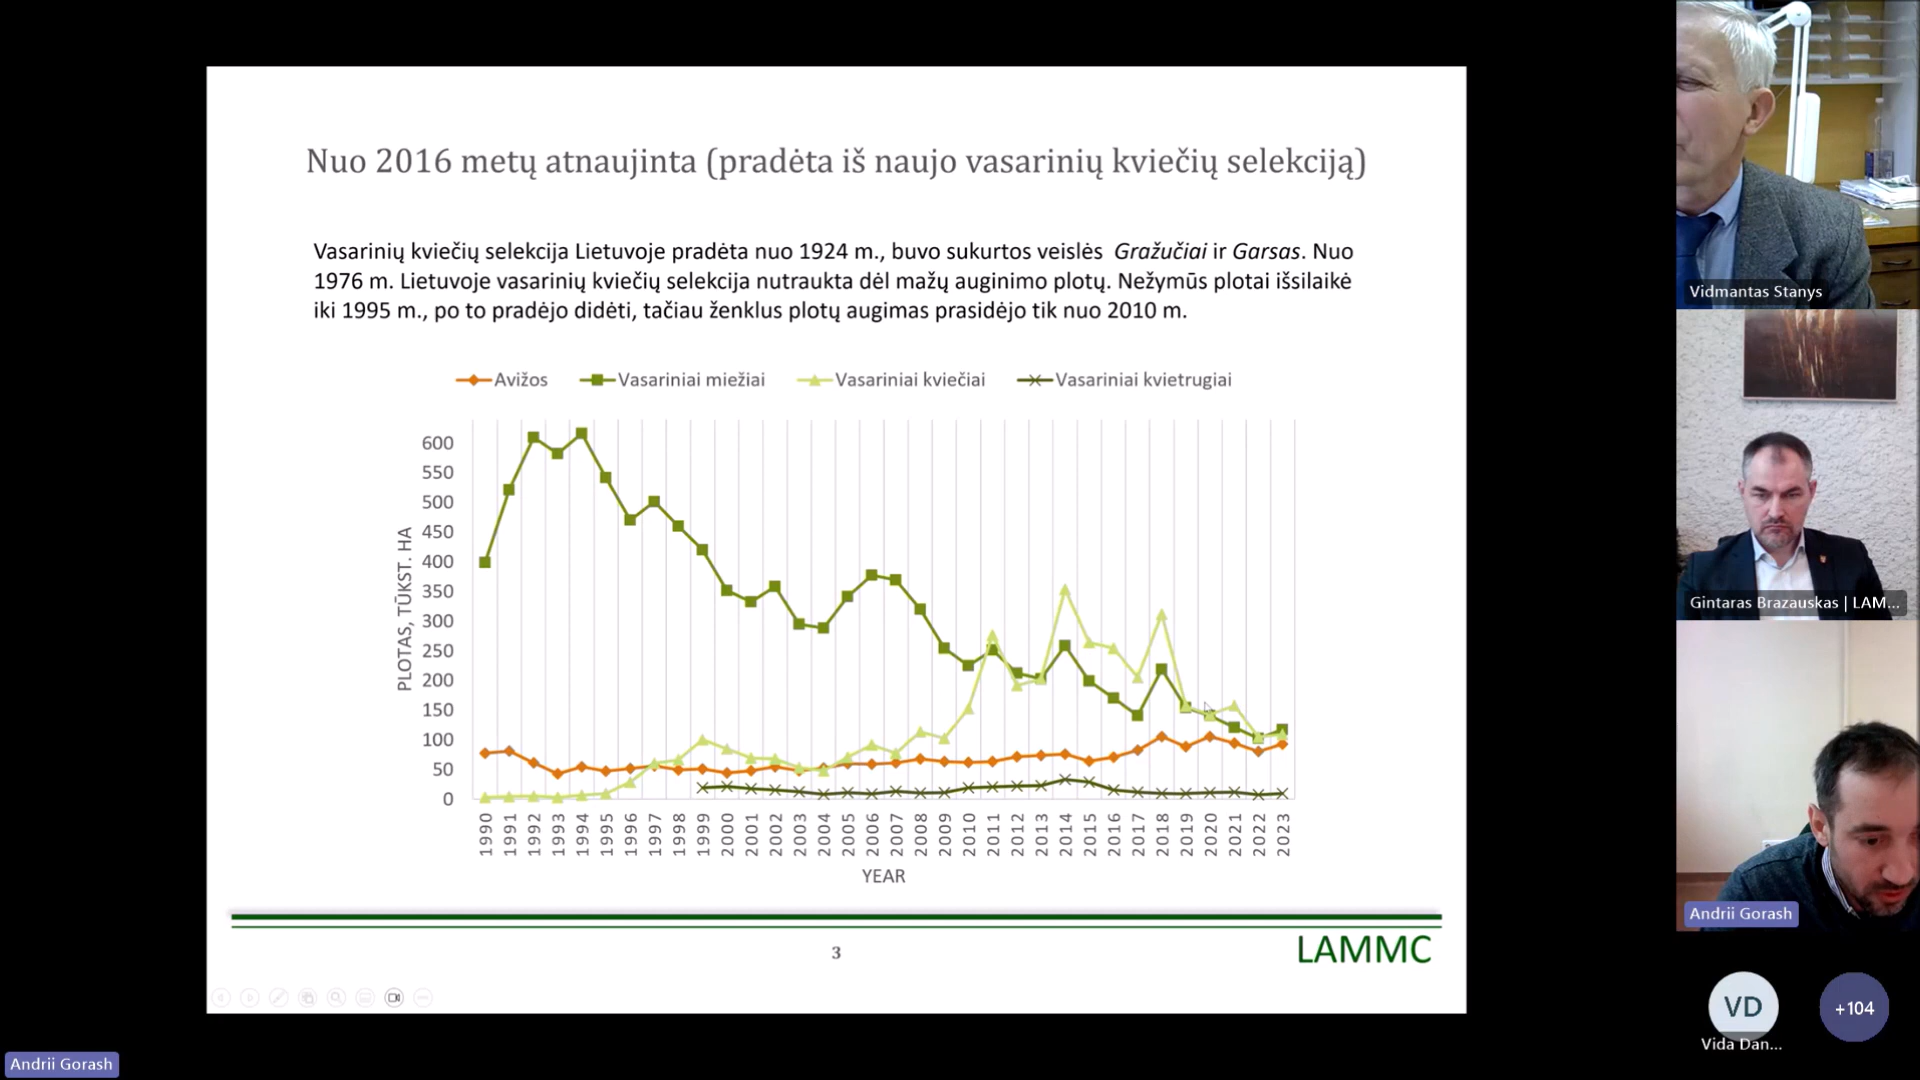 Nuo 2016 metų atnaujinta (pradėta iš naujo vasarinių kviečių selekciją)
Vasarinių kviečių selekcija Lietuvoje pradėta nuo 1924 m., buvo sukurtos veislės Gražučiai ir Garsas. Nuo
1976 m. Lietuvoje vasarinių kviečių selekcija nutraukta dėl mažų auginimo plotų. Nežymūs plotai išsilaikė
iki 1995 m., po to pradėjo didėti, tačiau ženklus plotų augimas prasidėjo tik nuo 2010 m.
Avižos Vasariniai miežiai Vasariniai kviečiai Vasariniai kvietrugiai
PLOTAS, TŪKST. HA
600
550
500
450
400
350
300
250
200
150
100
50
0
1990 1991 1992 1993 1994 1995 1996 1997 1998 1999 2000 2001 2002 2003 2004 2005 2006 2007 2008 2009 2010 2011 2012 2013 2014 2015 2016 2017 2018 2019 2020 2021 2022 2023
YEAR
3
LAMMC
Vidmantas Stanys
Gintaras Brazauskas | LAM...
Andrii Gorash
VD
Vida Dan...
+104
Andrii Gorash